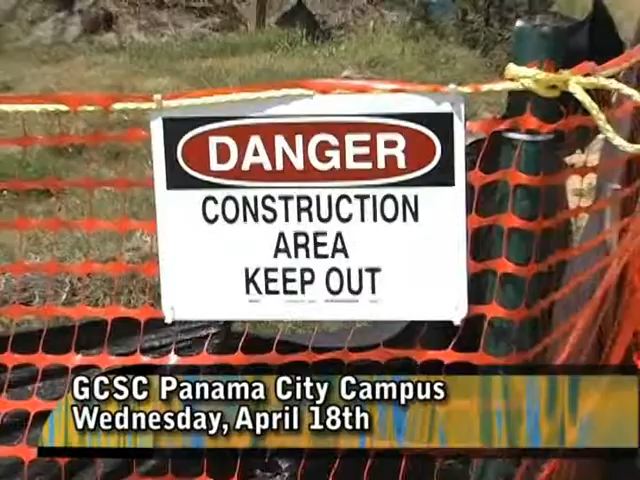 DANGER
CONSTRUCTION
AREA
KEEP OUT
GCSC Panama City Campus
Wednesday, April 18th